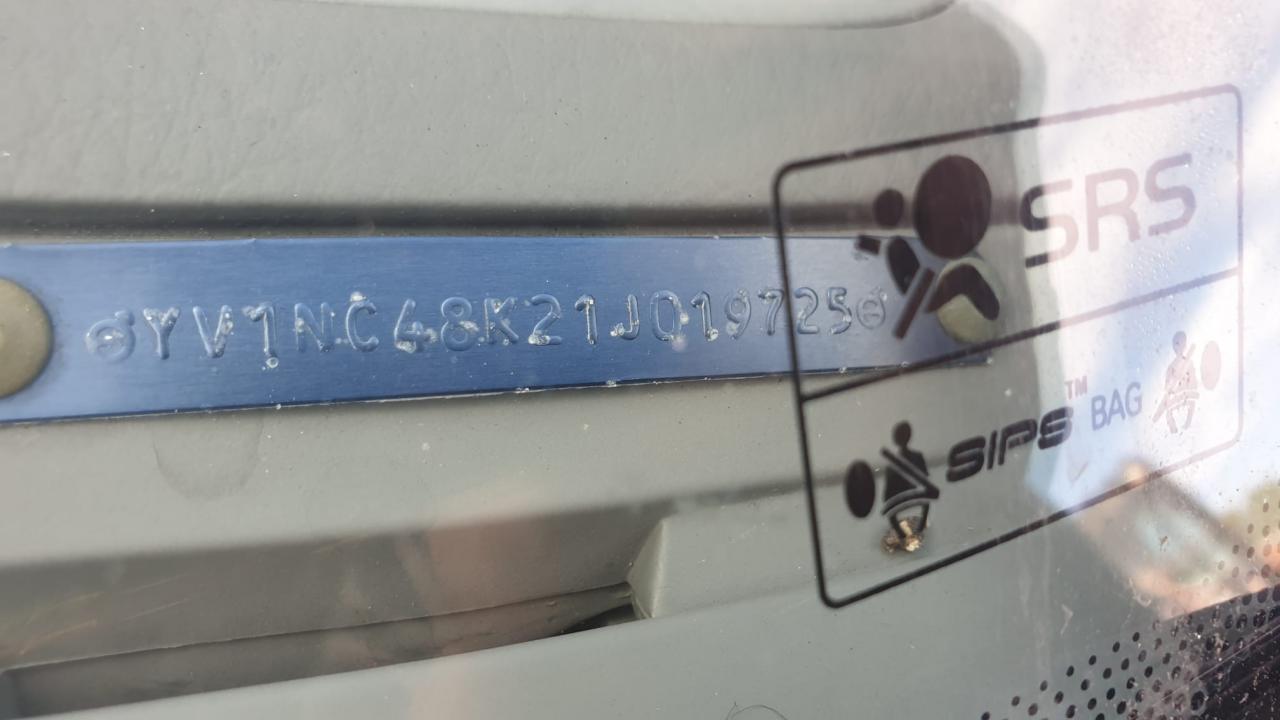 YV1NC48K21J019725
SRS
SIPS™ BAG